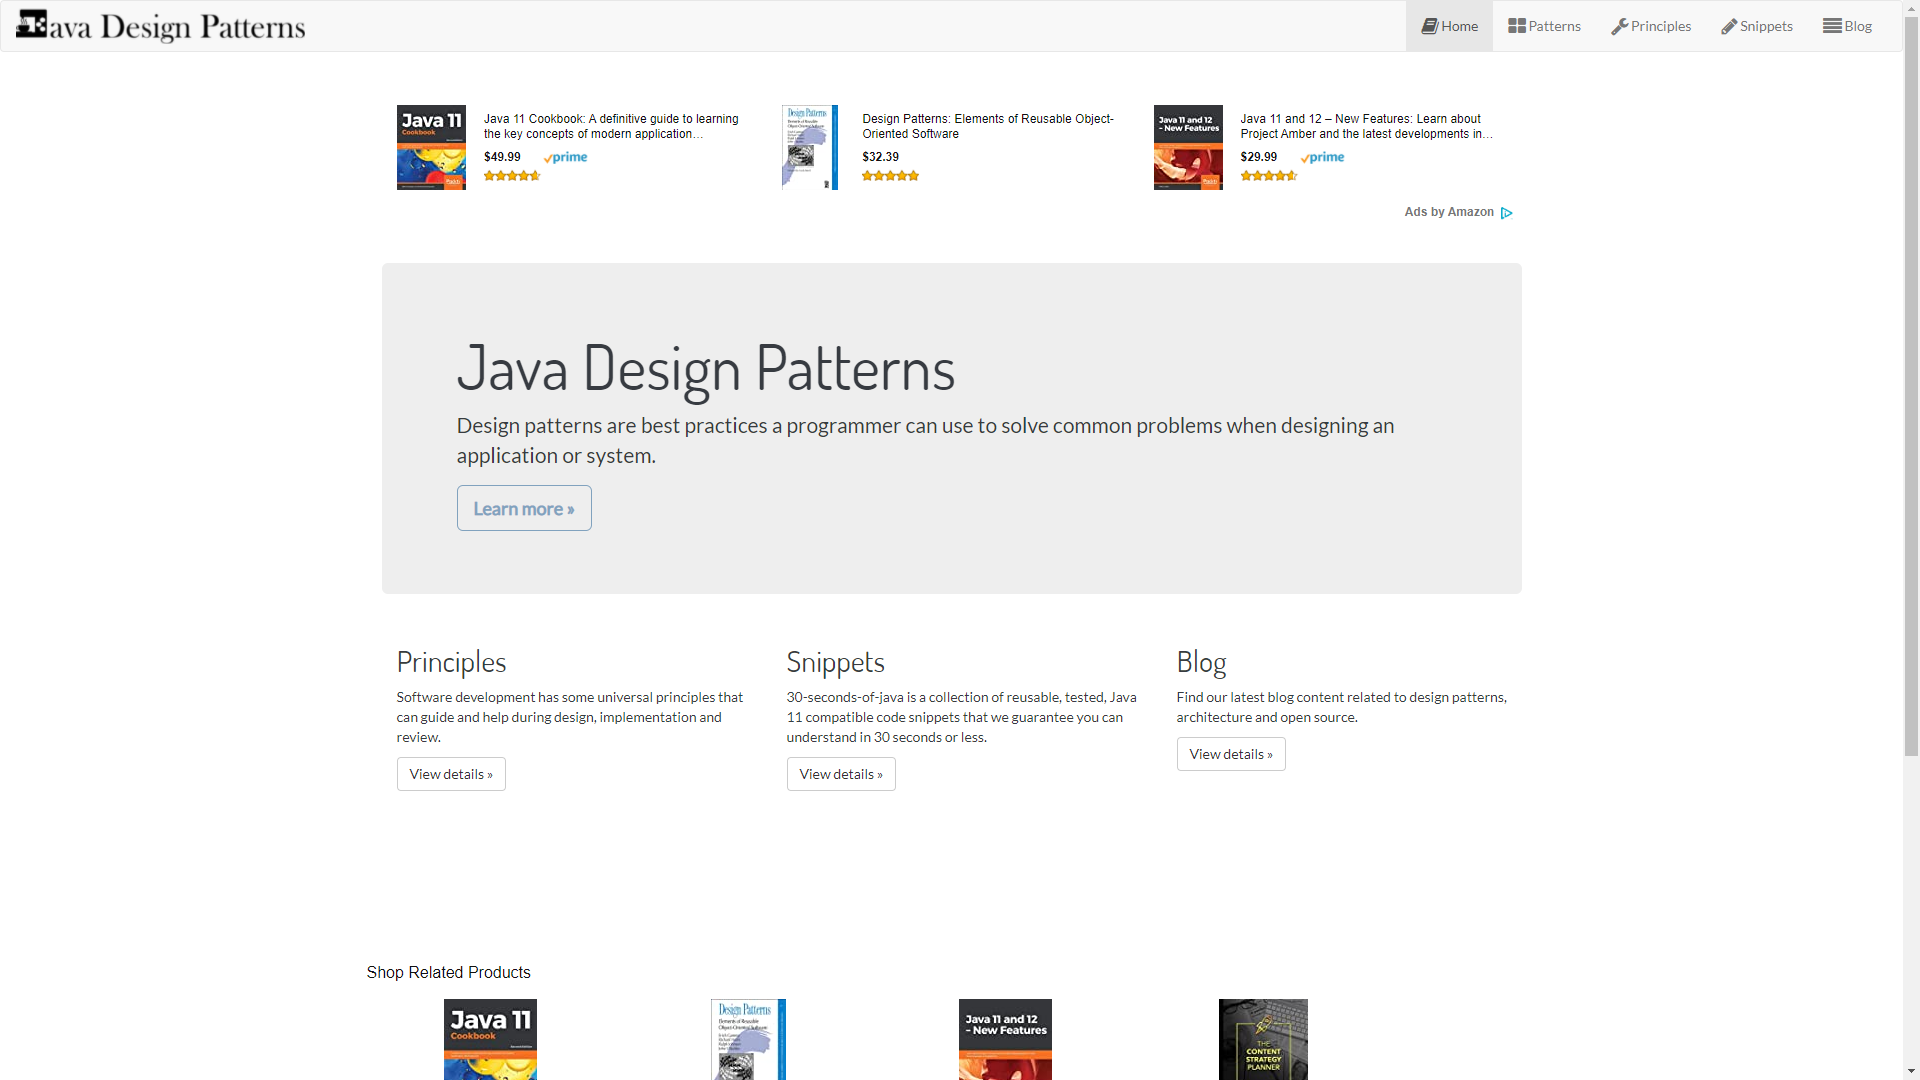 Java Design Patterns
Home
Patterns
Principles
Snippets
Blog
Java 11
Cookbook
Java 11 Cookbook: A definitive guide to learning
the key concepts of modern application…
$49.99
prime
Design Patterns
Design Patterns: Elements of Reusable Object-
Oriented Software
$32.39
Java 11 and 12
- New Features
Java 11 and 12 – New Features: Learn about
Project Amber and the latest developments in…
$29.99
prime
Ads by Amazon
Java Design Patterns
Design patterns are best practices a programmer can use to solve common problems when designing an
application or system.
Learn more »
Principles
Software development has some universal principles that
can guide and help during design, implementation and
review.
View details »
Snippets
30-seconds-of-java is a collection of reusable, tested, Java
11 compatible code snippets that we guarantee you can
understand in 30 seconds or less.
View details »
Blog
Find our latest blog content related to design patterns,
architecture and open source.
View details »
Shop Related Products
Java 11
Cookbook
Design Patterns
Elements of Reusable
Object-Oriented Software
Java 11 and 12
- New Features
THE
CONTENT
STRATEGY
PLANNER